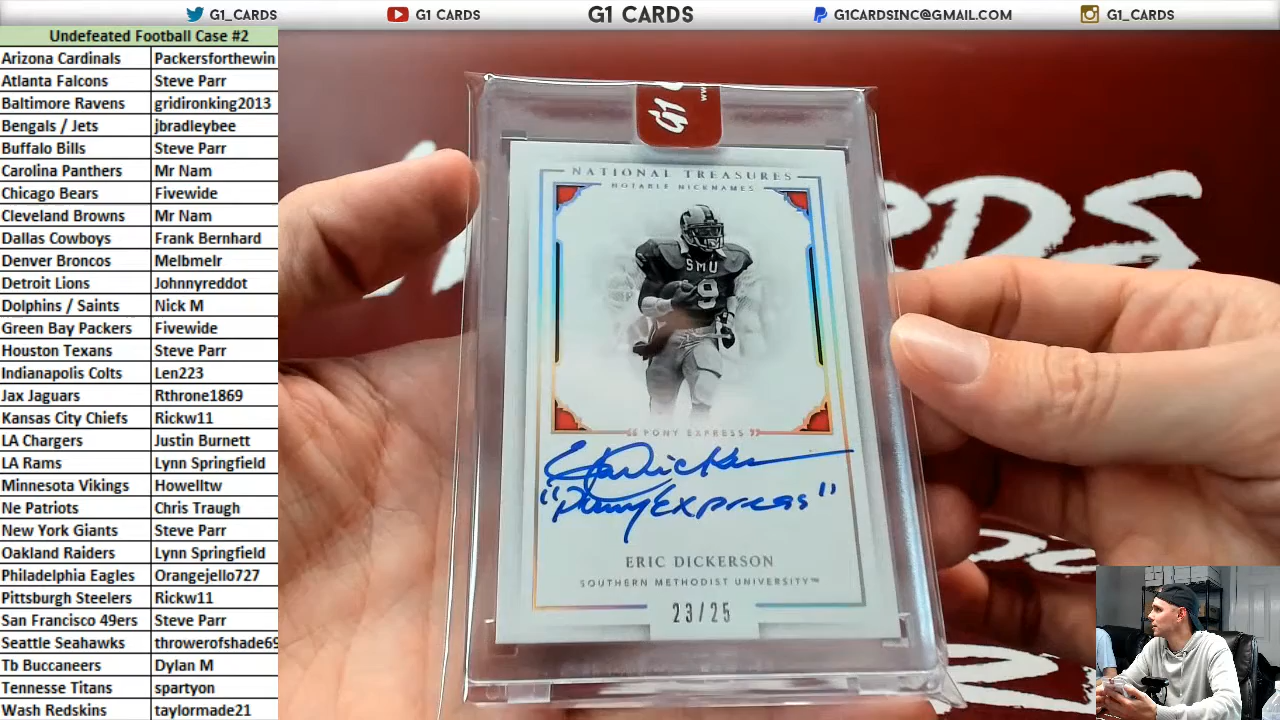 G1_CARDS
G1 CARDS
G1 CARDS
G1CARDSINC@GMAIL.COM
G1_CARDS
Undefeated Football Case #2
Arizona Cardinals Packersforthewin
Atlanta Falcons Steve Parr
Baltimore Ravens gridironking2013
Bengals / Jets jbradleybee
Buffalo Bills Steve Parr
Carolina Panthers Mr Nam
Chicago Bears Fivewide
Cleveland Browns Mr Nam
Dallas Cowboys Frank Bernhard
Denver Broncos Melbmelr
Detroit Lions Johnnyreddot
Dolphins / Saints Nick M
Green Bay Packers Fivewide
Houston Texans Steve Parr
Indianapolis Colts Len223
Jax Jaguars Rthrone1869
Kansas City Chiefs Rickw11
LA Chargers Justin Burnett
LA Rams Lynn Springfield
Minnesota Vikings Howelltw
Ne Patriots Chris Traugh
New York Giants Steve Parr
Oakland Raiders Lynn Springfield
Philadelphia Eagles Orangejello727
Pittsburgh Steelers Rickw11
San Francisco 49ers Steve Parr
Seattle Seahawks throwerofshade69
Tb Buccaneers Dylan M
Tennesse Titans spartyon
Wash Redskins taylormade21
G1
NATIONAL TREASURES
NOTABLE NICKNAMES
SMU
9
"PONY EXPRESS"
Eric Dickerson
"Pony Express"
ERIC DICKERSON
SOUTHERN METHODIST UNIVERSITY™
23/25